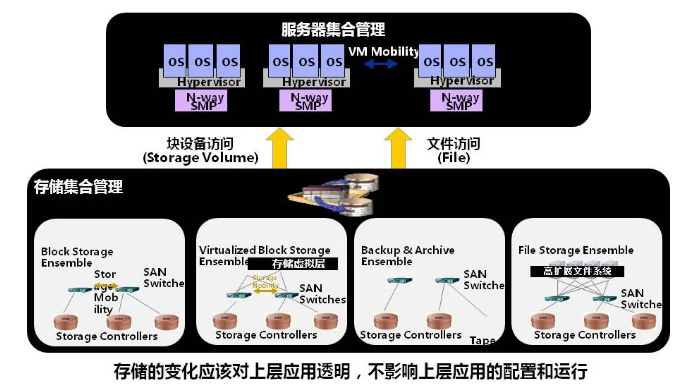 服务器集合管理
OS OS OS
Hypervisor
N-way
SMP
OS OS OS
Hypervisor
N-way
SMP
VM Mobility
OS OS OS
Hypervisor
N-way
SMP
块设备访问
(Storage Volume)
文件访问
(File)
存储集合管理
Block Storage
Ensemble
Stor
age
Mob
ility
SAN
Switche
Storage Controllers
Virtualized Block Storage
Ensemble
存储虚拟层
Storage
Mobility
SAN
Switches
Storage Controllers
Backup & Archive
Ensemble
SAN
Switche
Storage Controllers
Tape
File Storage Ensemble
高扩展文件系统
SAN
Switche
Storage Controllers
存储的变化应该对上层应用透明，不影响上层应用的配置和运行